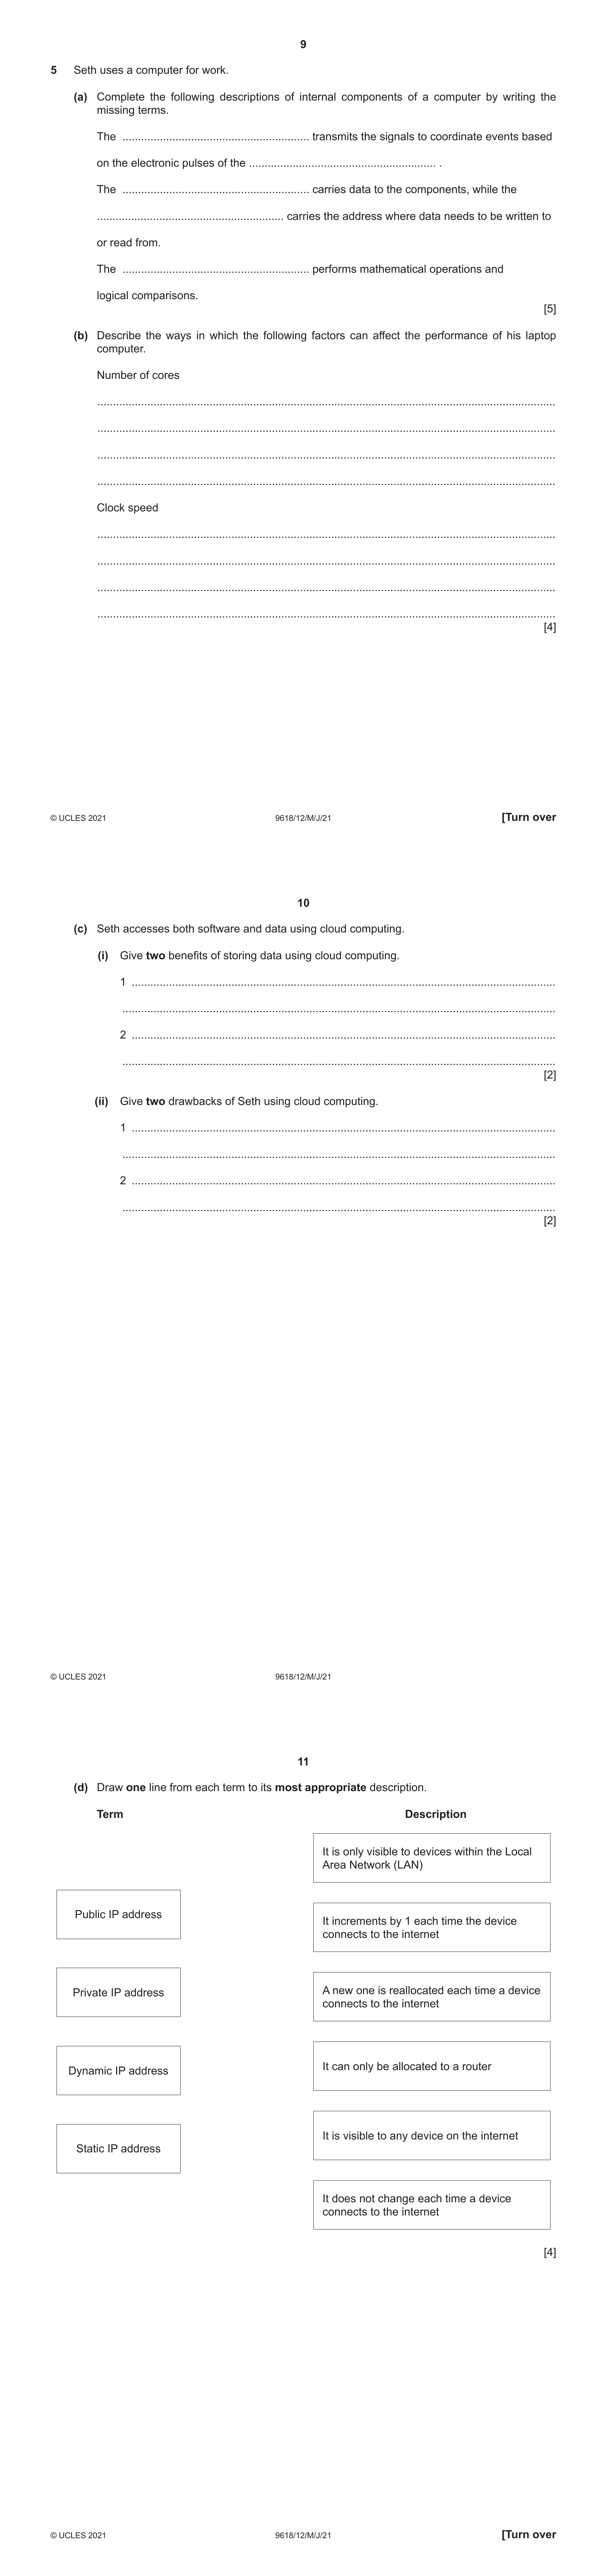 9
5 Seth uses a computer for work.
(a) Complete the following descriptions of internal components of a computer by writing the
missing terms.
The ............................................................ transmits the signals to coordinate events based
on the electronic pulses of the ............................................................ .
The ............................................................ carries data to the components, while the
............................................................ carries the address where data needs to be written to
or read from.
The ............................................................ performs mathematical operations and
logical comparisons.
[5]
(b) Describe the ways in which the following factors can affect the performance of his laptop
computer.
Number of cores
Clock speed
[4]
© UCLES 2021 9618/12/M/J/21 [Turn over
10
(c) Seth accesses both software and data using cloud computing.
(i) Give two benefits of storing data using cloud computing.
1 ............................................................
2 ............................................................
[2]
(ii) Give two drawbacks of Seth using cloud computing.
1 ............................................................
2 ............................................................
[2]
© UCLES 2021 9618/12/M/J/21
11
(d) Draw one line from each term to its most appropriate description.
Term Description
It is only visible to devices within the Local
Area Network (LAN)
Public IP address
It increments by 1 each time the device
connects to the internet
Private IP address
A new one is reallocated each time a device
connects to the internet
Dynamic IP address
It can only be allocated to a router
It is visible to any device on the internet
Static IP address
It does not change each time a device
connects to the internet
[4]
© UCLES 2021 9618/12/M/J/21 [Turn over